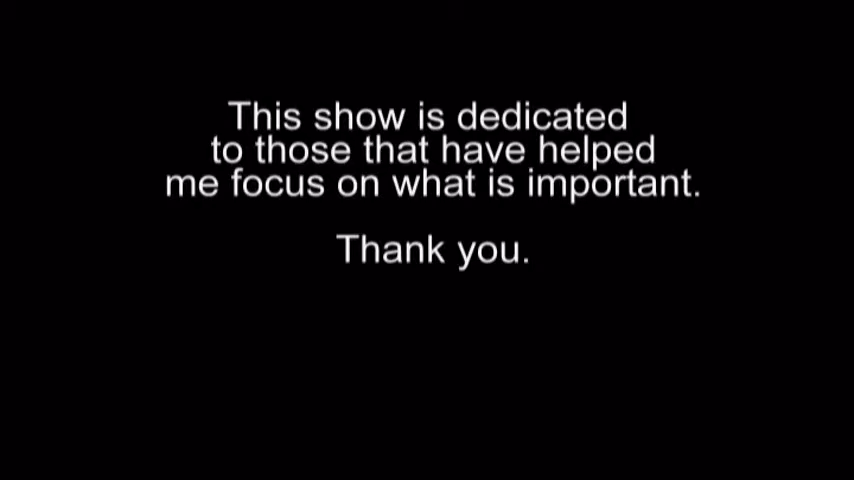 This show is dedicated
to those that have helped
me focus on what is important.
Thank you.